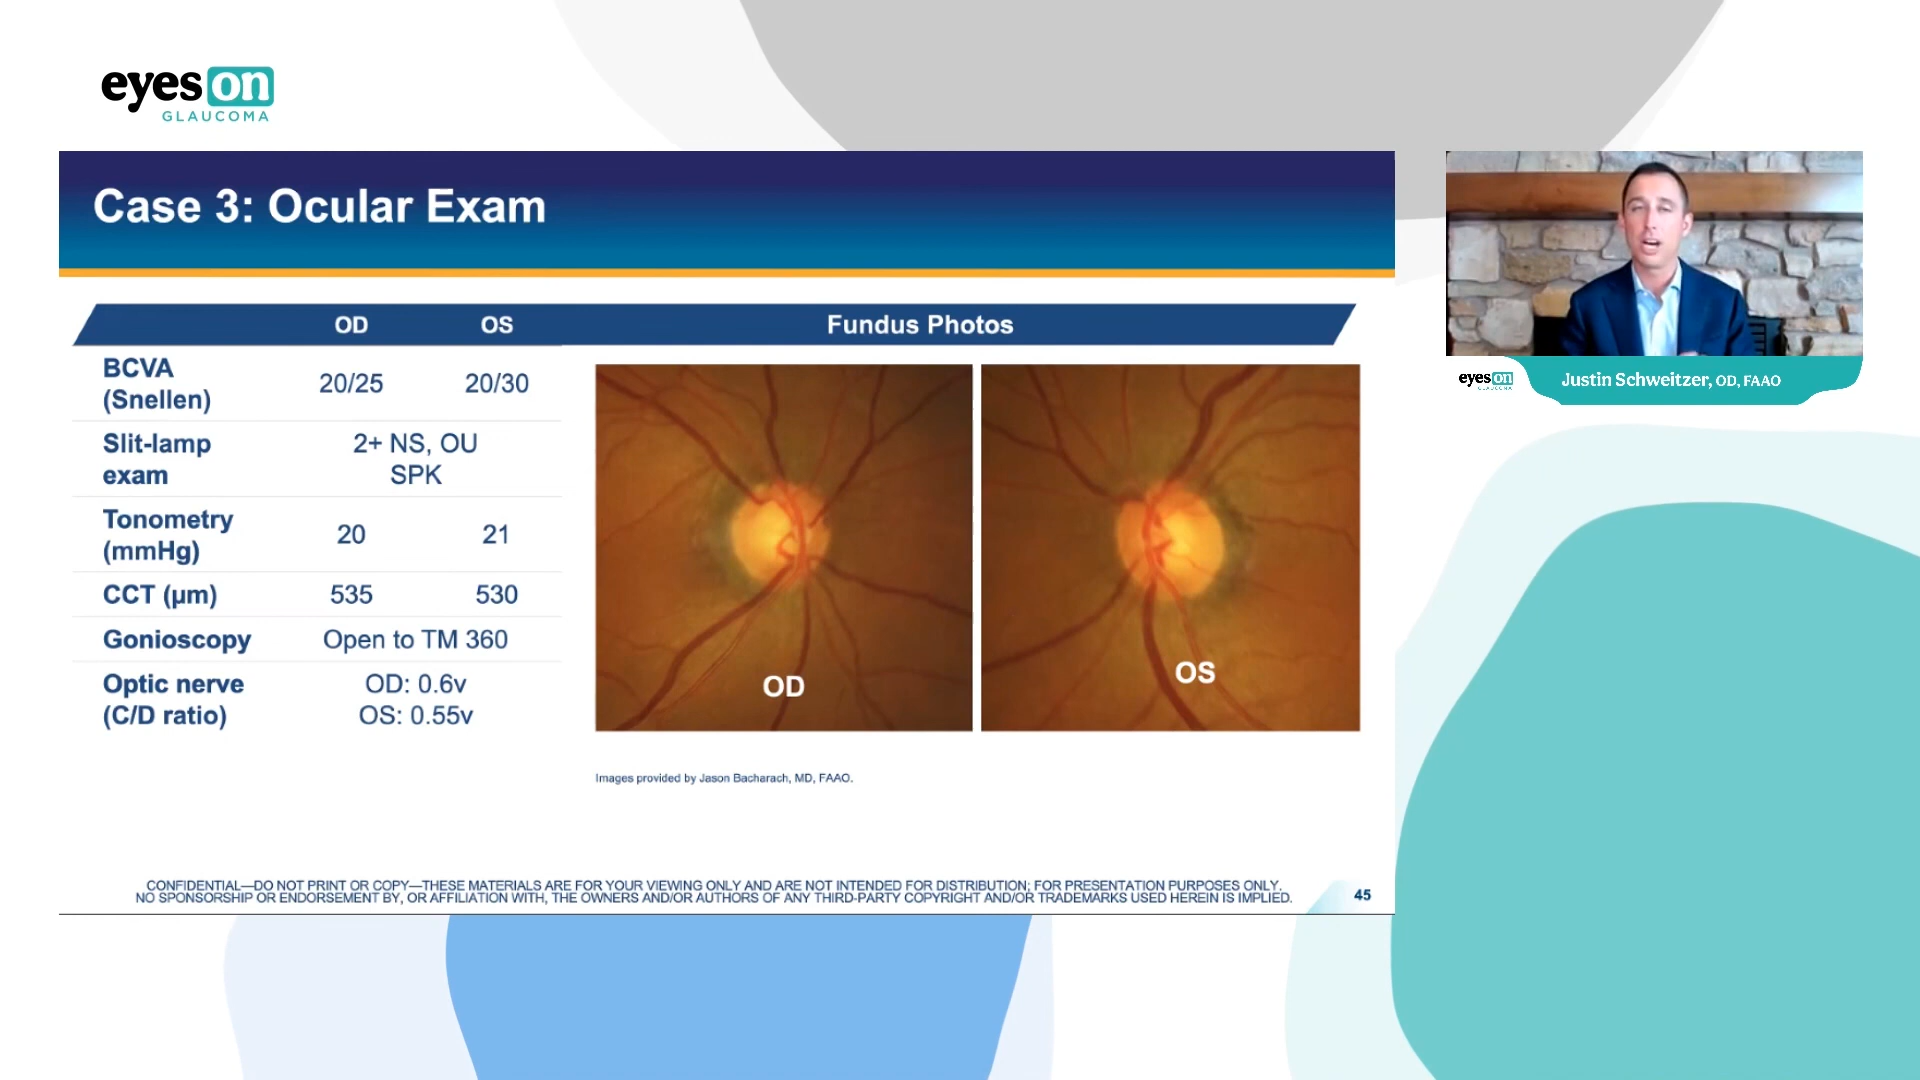 eyes on
GLAUCOMA
Case 3: Ocular Exam
OD OS Fundus Photos
BCVA
(Snellen)
20/25 20/30
Slit-lamp
exam
2+ NS, OU
SPK
Tonometry
(mmHg)
20 21
CCT (µm) 535 530
Gonioscopy Open to TM 360
Optic nerve
(C/D ratio)
OD: 0.6v
OS: 0.55v
OD
OS
Images provided by Jason Bacharach, MD, FAAO.
CONFIDENTIAL—DO NOT PRINT OR COPY—THESE MATERIALS ARE FOR YOUR VIEWING ONLY AND ARE NOT INTENDED FOR DISTRIBUTION; FOR PRESENTATION PURPOSES ONLY.
NO SPONSORSHIP OR ENDORSEMENT BY, OR AFFILIATION WITH, THE OWNERS AND/OR AUTHORS OF ANY THIRD-PARTY COPYRIGHT AND/OR TRADEMARKS USED HEREIN IS IMPLIED.
45
eyes on
GLAUCOMA
Justin Schweitzer, OD, FAAO